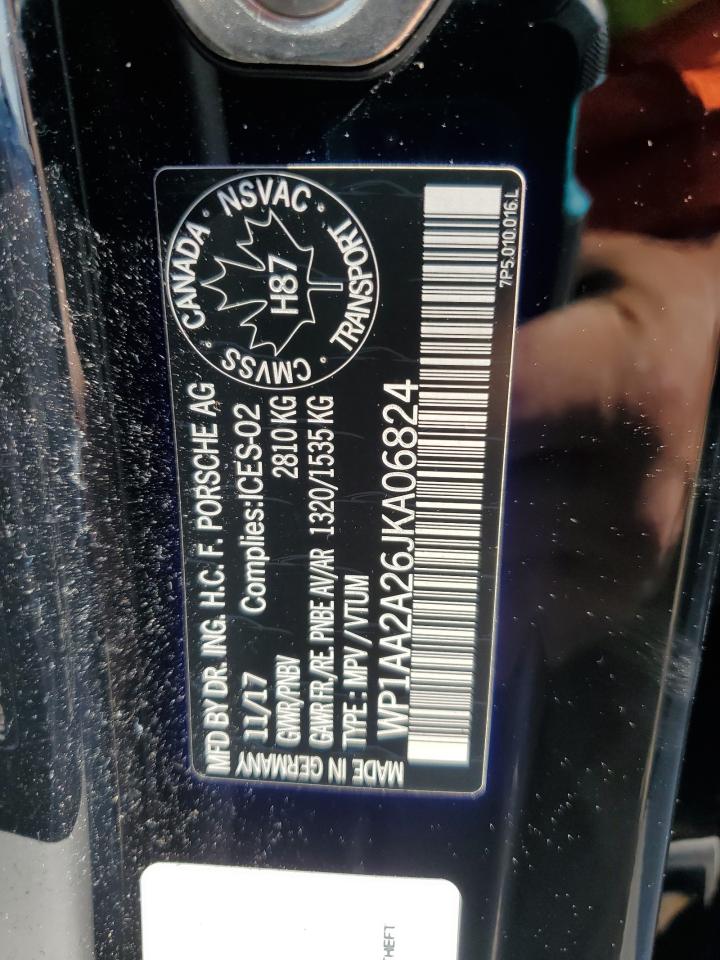 MFD BY DR. ING. H.C. F. PORSCHE AG
11/17 Complies: ICES-02
GVWR/PNBV 2810 KG
GAWR FR/RE. PNBE AV/AR 1320/1535 KG
TYPE : MPV / VTUM
WP1AA2A26JKA06824
MADE IN GERMANY
CANADA · NSVAC · TRANSPORT · CMVSS ·
H87
7P5.010.016.L
THEFT